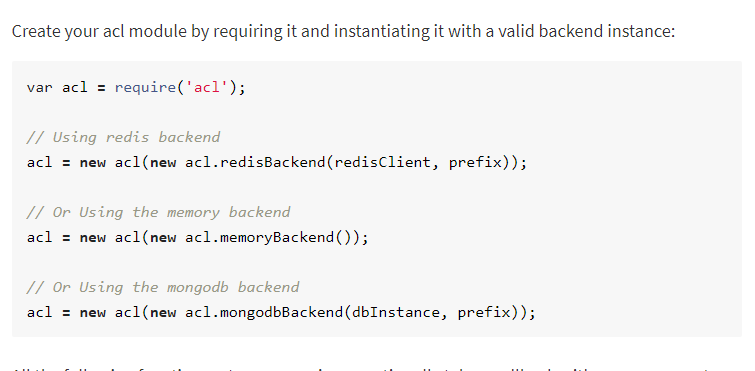 Create your acl module by requiring it and instantiating it with a valid backend instance:
var acl = require('acl');
// Using redis backend
acl = new acl(new acl.redisBackend(redisClient, prefix));
// Or Using the memory backend
acl = new acl(new acl.memoryBackend());
// Or Using the mongodb backend
acl = new acl(new acl.mongodbBackend(dbInstance, prefix));